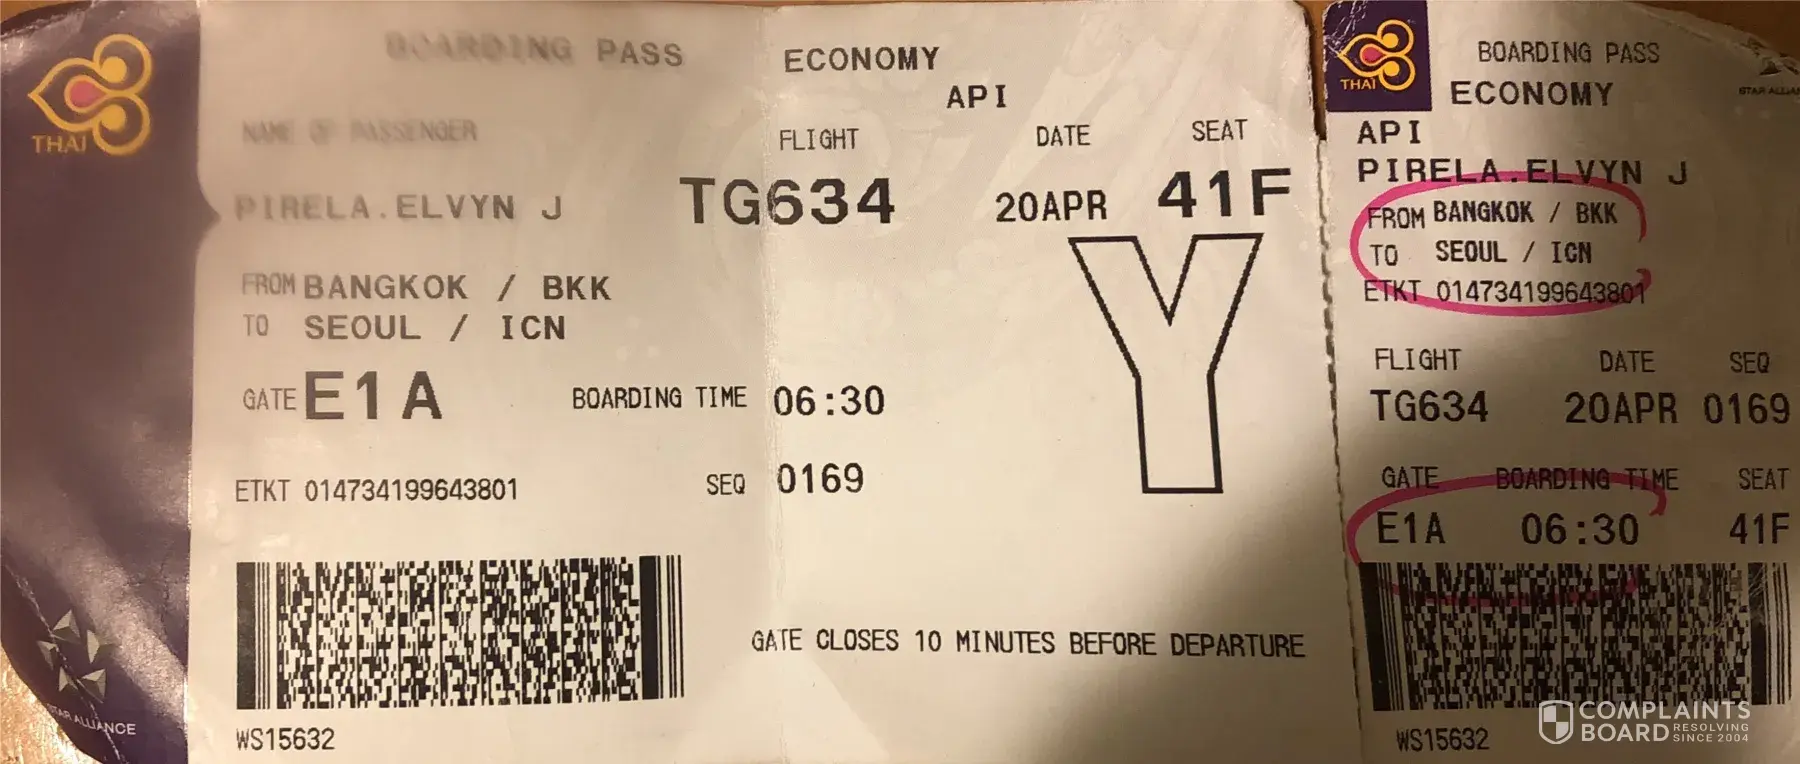 THAI
BOARDING PASS
ECONOMY
API
NAME OF PASSENGER
FLIGHT DATE SEAT
PIRELA.ELVYN J
TG634 20APR 41F
Y
FROM BANGKOK / BKK
TO SEOUL / ICN
GATE E1A BOARDING TIME 06:30
ETKT 014734199643801 SEQ 0169
GATE CLOSES 10 MINUTES BEFORE DEPARTURE
STAR ALLIANCE
WS15632
THAI
BOARDING PASS
ECONOMY
STAR ALLIAN
API
PIRELA.ELVYN J
FROM BANGKOK / BKK
TO SEOUL / ICN
ETKT 014734199643801
FLIGHT DATE SEQ
TG634 20APR 0169
GATE BOARDING TIME SEAT
E1A 06:30 41F
WS15632
COMPLAINTS
BOARD RESOLVING SINCE 2004